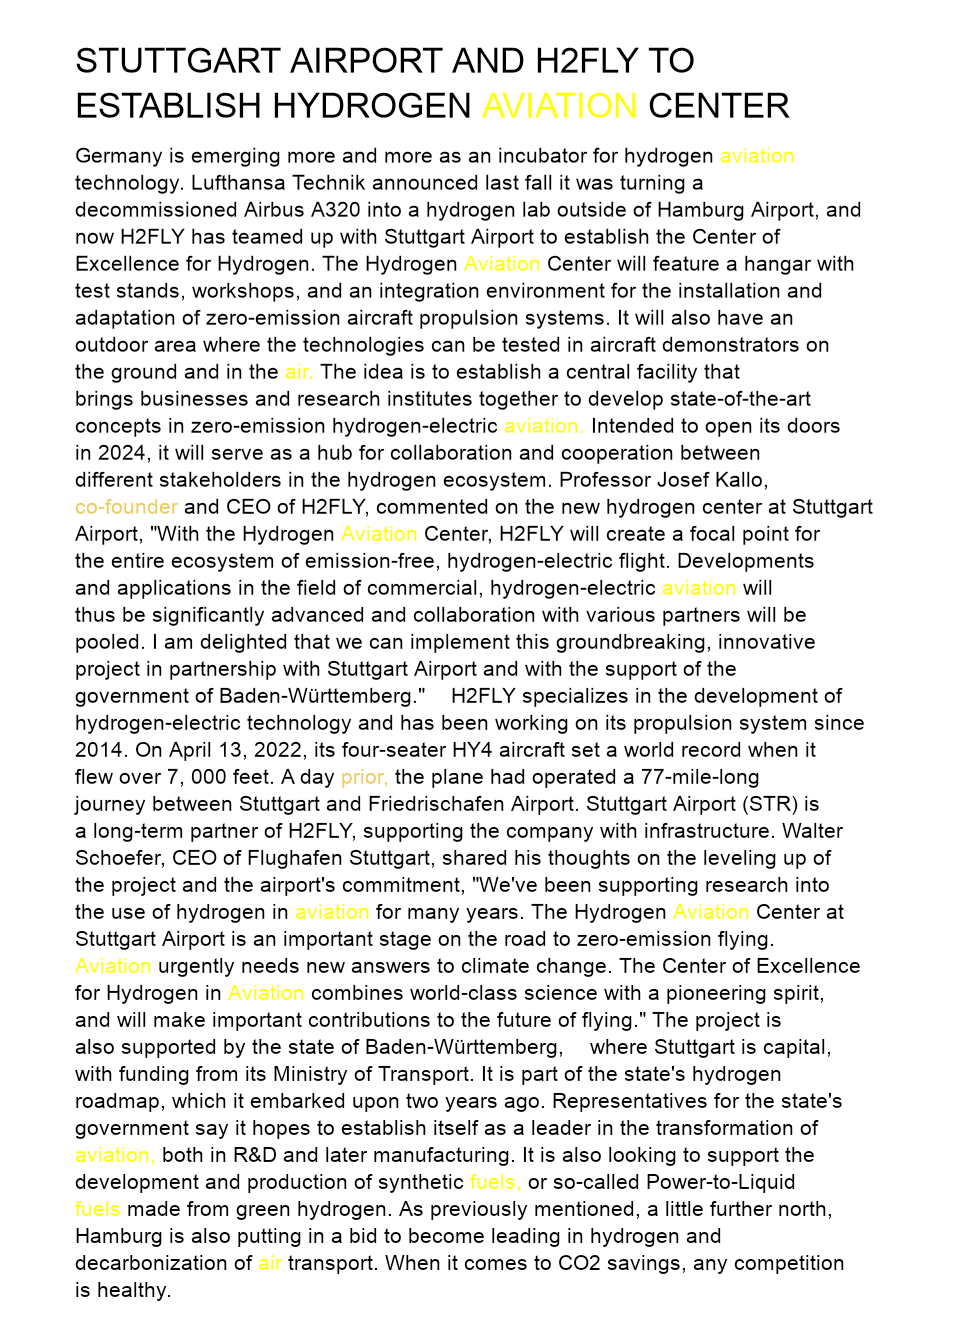 STUTTGART AIRPORT AND H2FLY TO
ESTABLISH HYDROGEN AVIATION CENTER
Germany is emerging more and more as an incubator for hydrogen aviation
technology. Lufthansa Technik announced last fall it was turning a
decommissioned Airbus A320 into a hydrogen lab outside of Hamburg Airport, and
now H2FLY has teamed up with Stuttgart Airport to establish the Center of
Excellence for Hydrogen. The Hydrogen Aviation Center will feature a hangar with
test stands, workshops, and an integration environment for the installation and
adaptation of zero-emission aircraft propulsion systems. It will also have an
outdoor area where the technologies can be tested in aircraft demonstrators on
the ground and in the air. The idea is to establish a central facility that
brings businesses and research institutes together to develop state-of-the-art
concepts in zero-emission hydrogen-electric aviation. Intended to open its doors
in 2024, it will serve as a hub for collaboration and cooperation between
different stakeholders in the hydrogen ecosystem. Professor Josef Kallo,
co-founder and CEO of H2FLY, commented on the new hydrogen center at Stuttgart
Airport, "With the Hydrogen Aviation Center, H2FLY will create a focal point for
the entire ecosystem of emission-free, hydrogen-electric flight. Developments
and applications in the field of commercial, hydrogen-electric aviation will
thus be significantly advanced and collaboration with various partners will be
pooled. I am delighted that we can implement this groundbreaking, innovative
project in partnership with Stuttgart Airport and with the support of the
government of Baden-Württemberg." H2FLY specializes in the development of
hydrogen-electric technology and has been working on its propulsion system since
2014. On April 13, 2022, its four-seater HY4 aircraft set a world record when it
flew over 7, 000 feet. A day prior, the plane had operated a 77-mile-long
journey between Stuttgart and Friedrischafen Airport. Stuttgart Airport (STR) is
a long-term partner of H2FLY, supporting the company with infrastructure. Walter
Schoefer, CEO of Flughafen Stuttgart, shared his thoughts on the leveling up of
the project and the airport's commitment, "We've been supporting research into
the use of hydrogen in aviation for many years. The Hydrogen Aviation Center at
Stuttgart Airport is an important stage on the road to zero-emission flying.
Aviation urgently needs new answers to climate change. The Center of Excellence
for Hydrogen in Aviation combines world-class science with a pioneering spirit,
and will make important contributions to the future of flying." The project is
also supported by the state of Baden-Württemberg, where Stuttgart is capital,
with funding from its Ministry of Transport. It is part of the state's hydrogen
roadmap, which it embarked upon two years ago. Representatives for the state's
government say it hopes to establish itself as a leader in the transformation of
aviation, both in R&D and later manufacturing. It is also looking to support the
development and production of synthetic fuels, or so-called Power-to-Liquid
fuels made from green hydrogen. As previously mentioned, a little further north,
Hamburg is also putting in a bid to become leading in hydrogen and
decarbonization of air transport. When it comes to CO2 savings, any competition
is healthy.